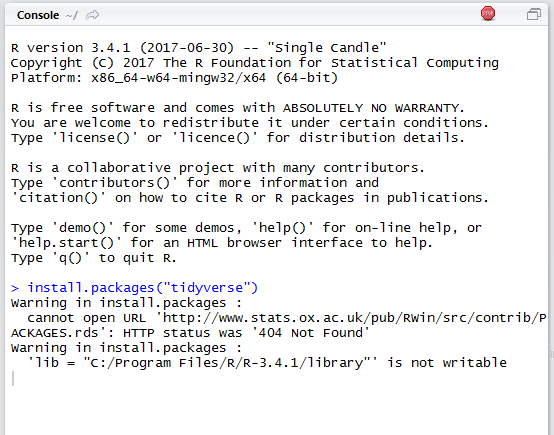 Console ~/
STOP
R version 3.4.1 (2017-06-30) -- "Single Candle"
Copyright (C) 2017 The R Foundation for Statistical Computing
Platform: x86_64-w64-mingw32/x64 (64-bit)
R is free software and comes with ABSOLUTELY NO WARRANTY.
You are welcome to redistribute it under certain conditions.
Type 'license()' or 'licence()' for distribution details.
R is a collaborative project with many contributors.
Type 'contributors()' for more information and
'citation()' on how to cite R or R packages in publications.
Type 'demo()' for some demos, 'help()' for on-line help, or
'help.start()' for an HTML browser interface to help.
Type 'q()' to quit R.
> install.packages("tidyverse")
Warning in install.packages :
cannot open URL 'http://www.stats.ox.ac.uk/pub/RWin/src/contrib/P
ACKAGES.rds': HTTP status was '404 Not Found'
Warning in install.packages :
'lib = "C:/Program Files/R/R-3.4.1/library"' is not writable